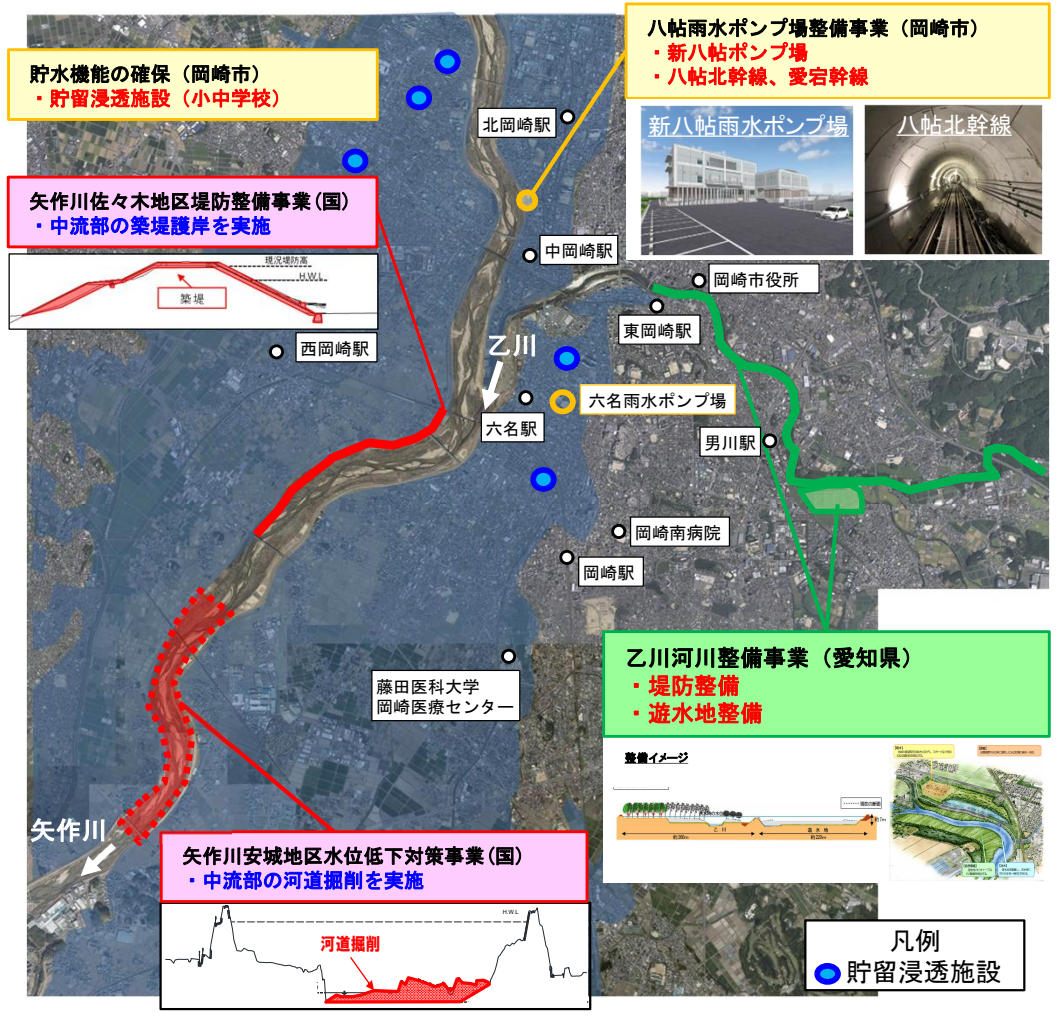 八帖雨水ポンプ場整備事業（岡崎市）
・新八帖ポンプ場
・八帖北幹線、愛宕幹線
貯水機能の確保（岡崎市）
・貯留浸透施設（小中学校）
北岡崎駅
新八帖雨水ポンプ場
八帖北幹線
矢作川佐々木地区堤防整備事業(国)
・中流部の築堤護岸を実施
現況堤防高
H.W.L
築堤
中岡崎駅
岡崎市役所
東岡崎駅
西岡崎駅
乙川
六名雨水ポンプ場
六名駅
男川駅
岡崎南病院
岡崎駅
藤田医科大学
岡崎医療センター
乙川河川整備事業（愛知県）
・堤防整備
・遊水地整備
整備イメージ
乙川
遊水地
矢作川
矢作川安城地区水位低下対策事業(国)
・中流部の河道掘削を実施
H.W.L
河道掘削
凡例
貯留浸透施設